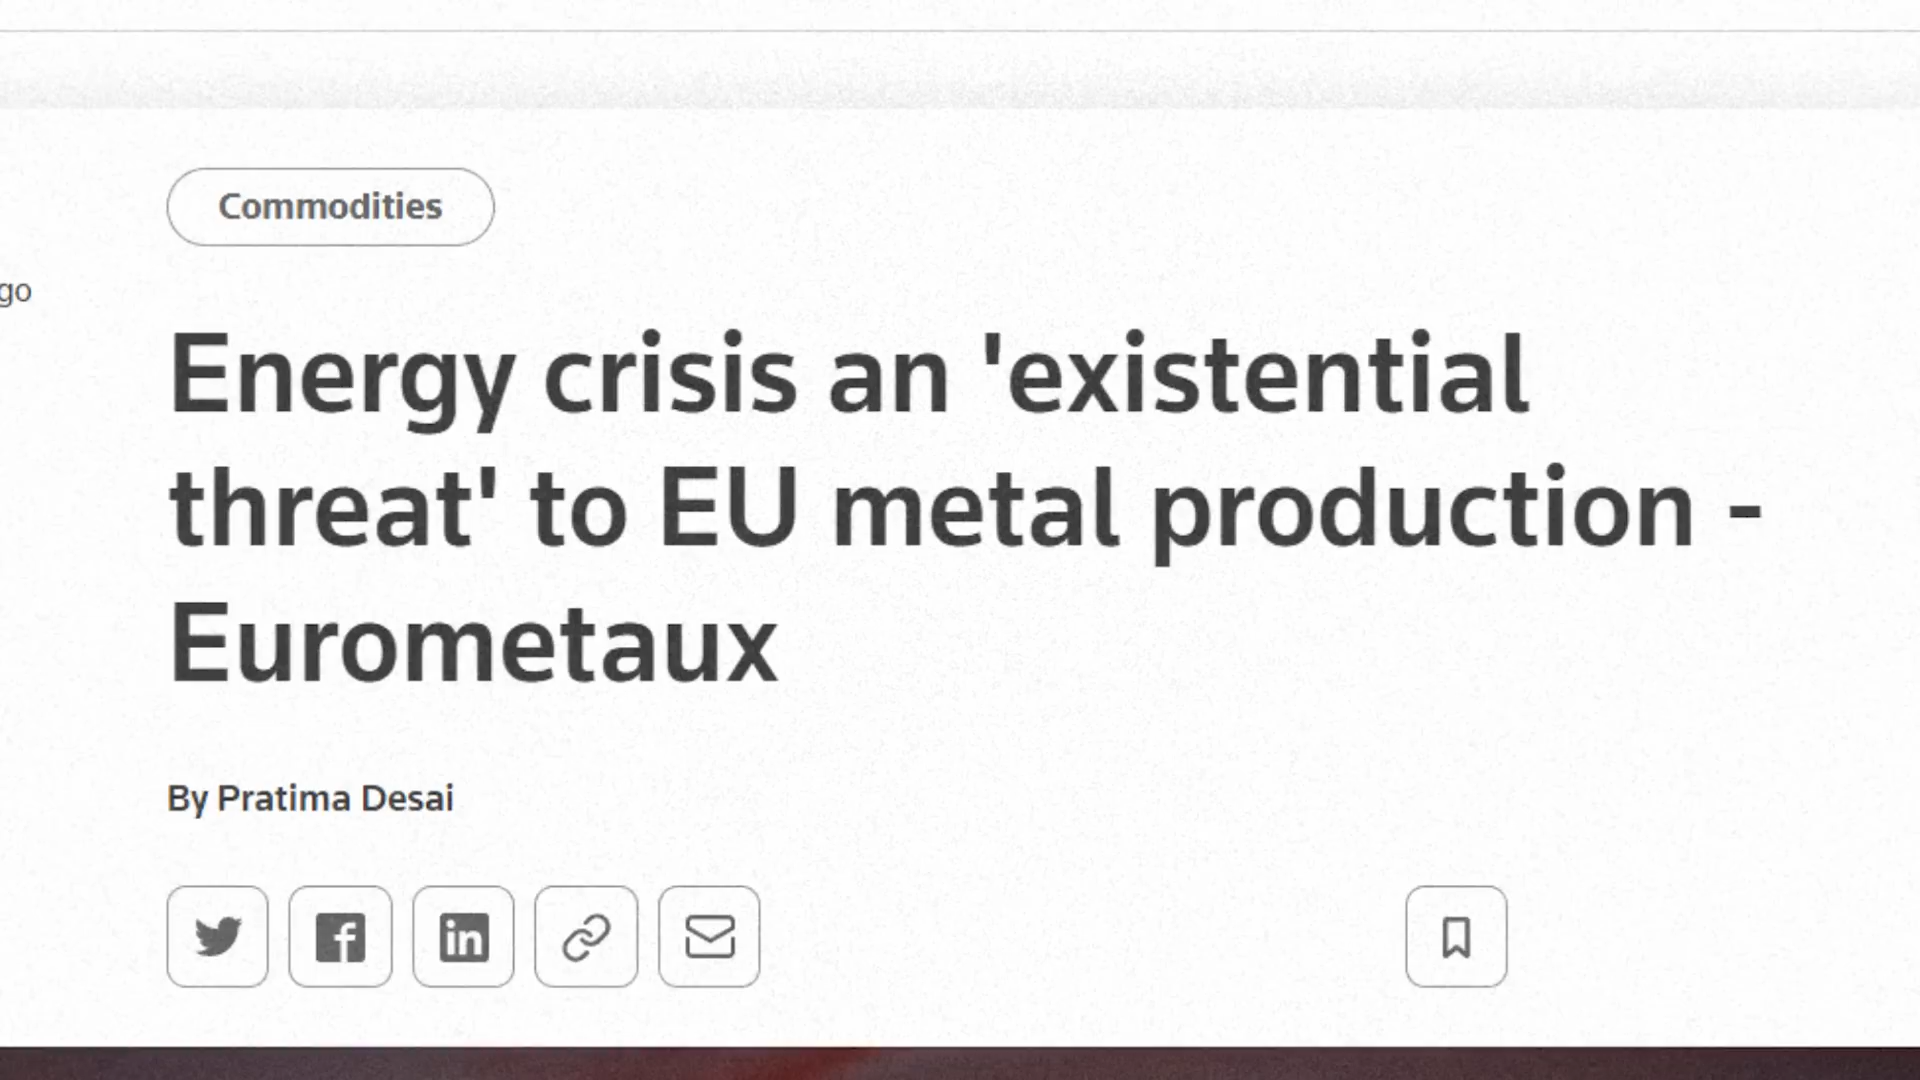 Commodities
go
Energy crisis an 'existential
threat' to EU metal production -
Eurometaux
By Pratima Desai